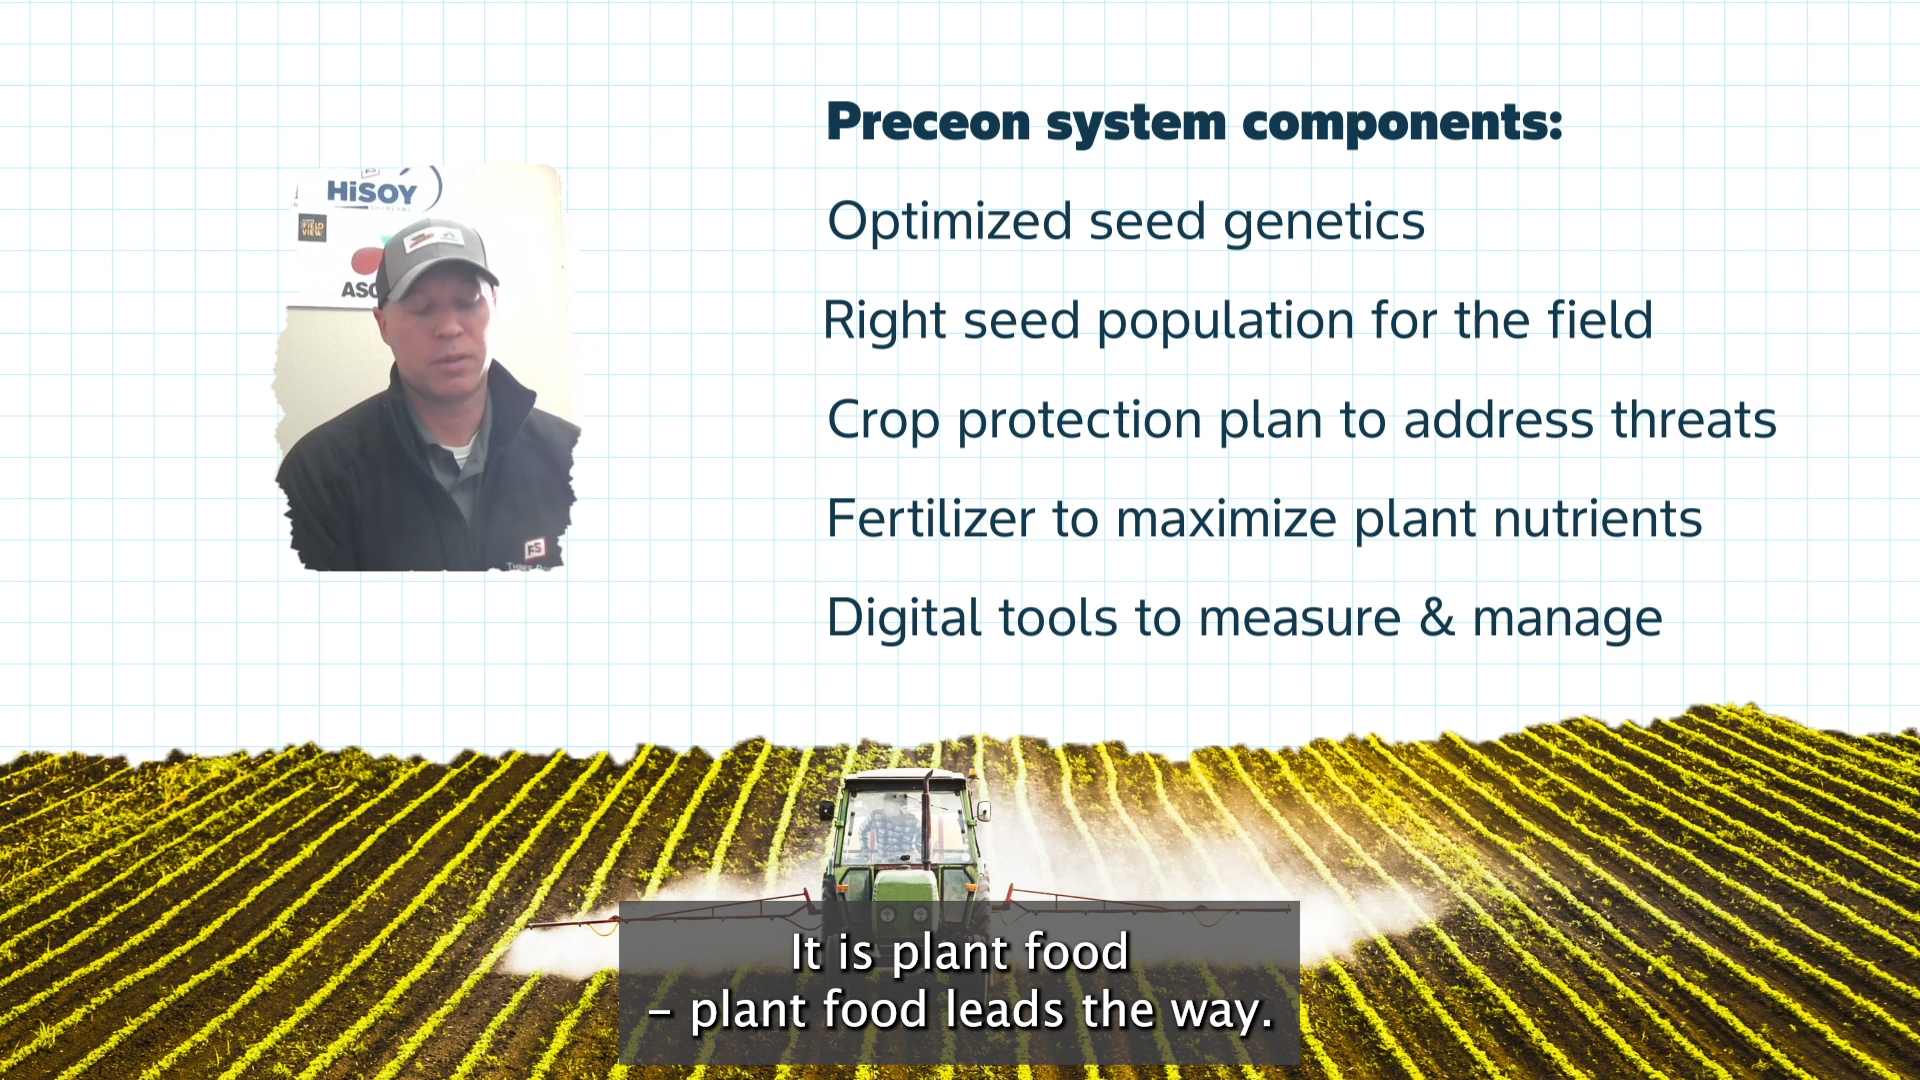 Preceon system components:
HiSOY
FIELD
VIEW
Optimized seed genetics
ASC
Right seed population for the field
Crop protection plan to address threats
Fertilizer to maximize plant nutrients
FS
Digital tools to measure & manage
It is plant food
– plant food leads the way.